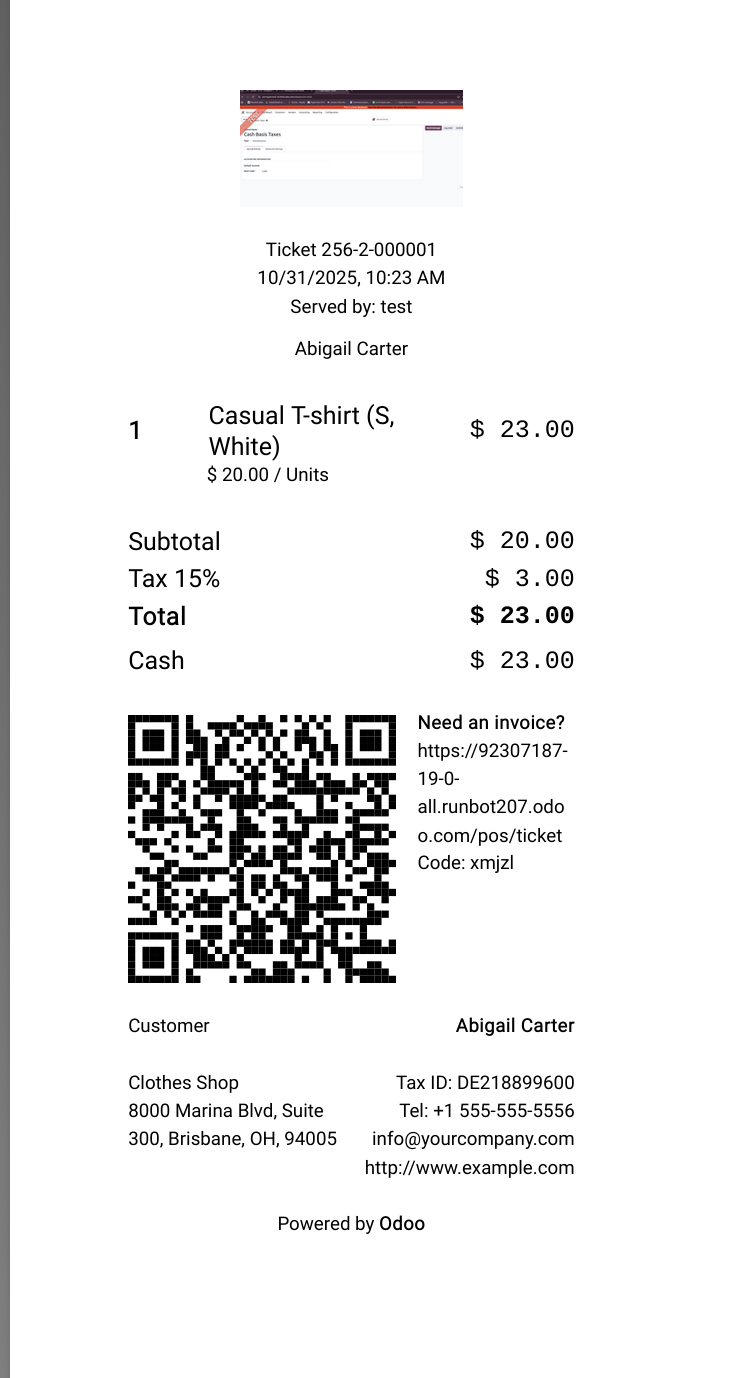 Cash Basis Taxes
Ticket 256-2-000001
10/31/2025, 10:23 AM
Served by: test
Abigail Carter
1 Casual T-shirt (S, $ 23.00
White)
$ 20.00 / Units
Subtotal $ 20.00
Tax 15% $ 3.00
Total $ 23.00
Cash $ 23.00
Need an invoice?
https://92307187-
19-0-
all.runbot207.odo
o.com/pos/ticket
Code: xmjzl
Customer Abigail Carter
Clothes Shop Tax ID: DE218899600
8000 Marina Blvd, Suite Tel: +1 555-555-5556
300, Brisbane, OH, 94005 info@yourcompany.com
http://www.example.com
Powered by Odoo